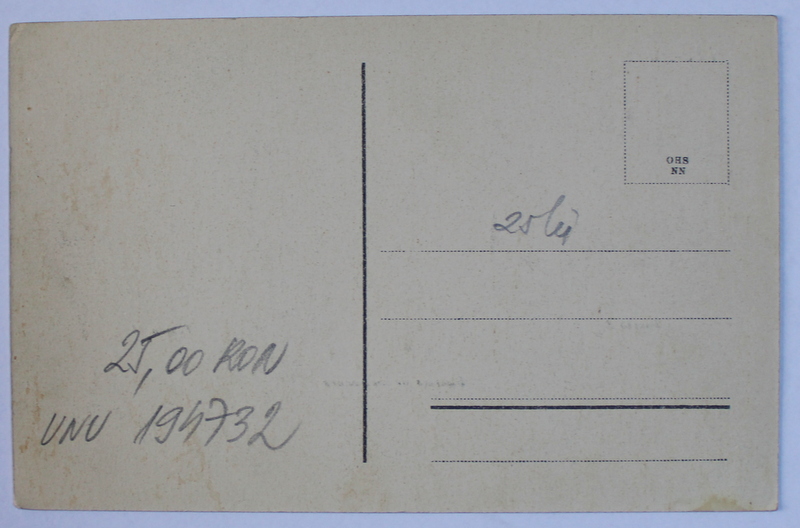 OHS
NN
25 lei
25,00 RON
UNU 194732